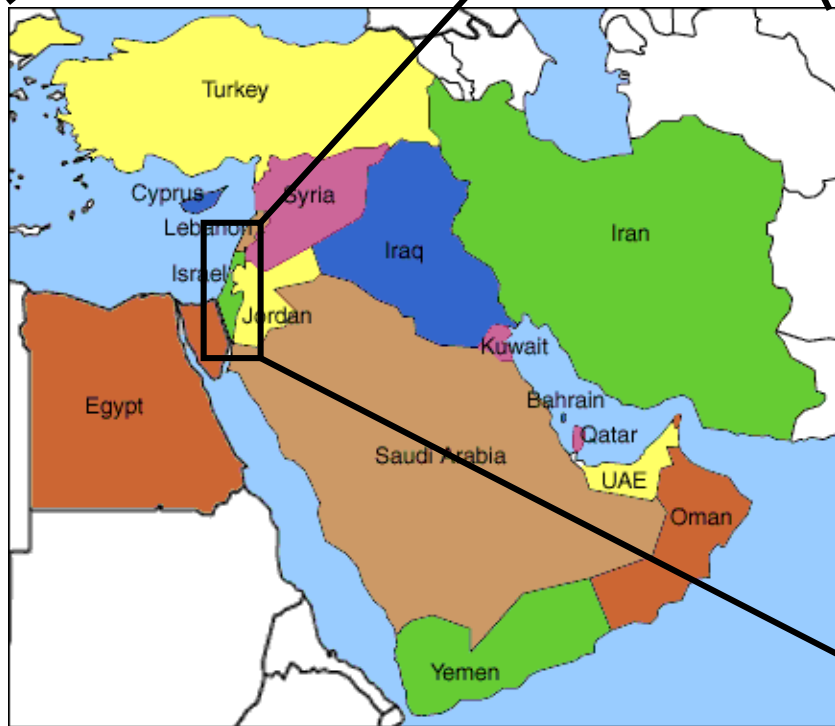 Turkey
Cyprus
Syria
Lebanon
Iran
Iraq
Israel
Jordan
Kuwait
Bahrain
Egypt
Qatar
Saudi Arabia
UAE
Oman
Yemen